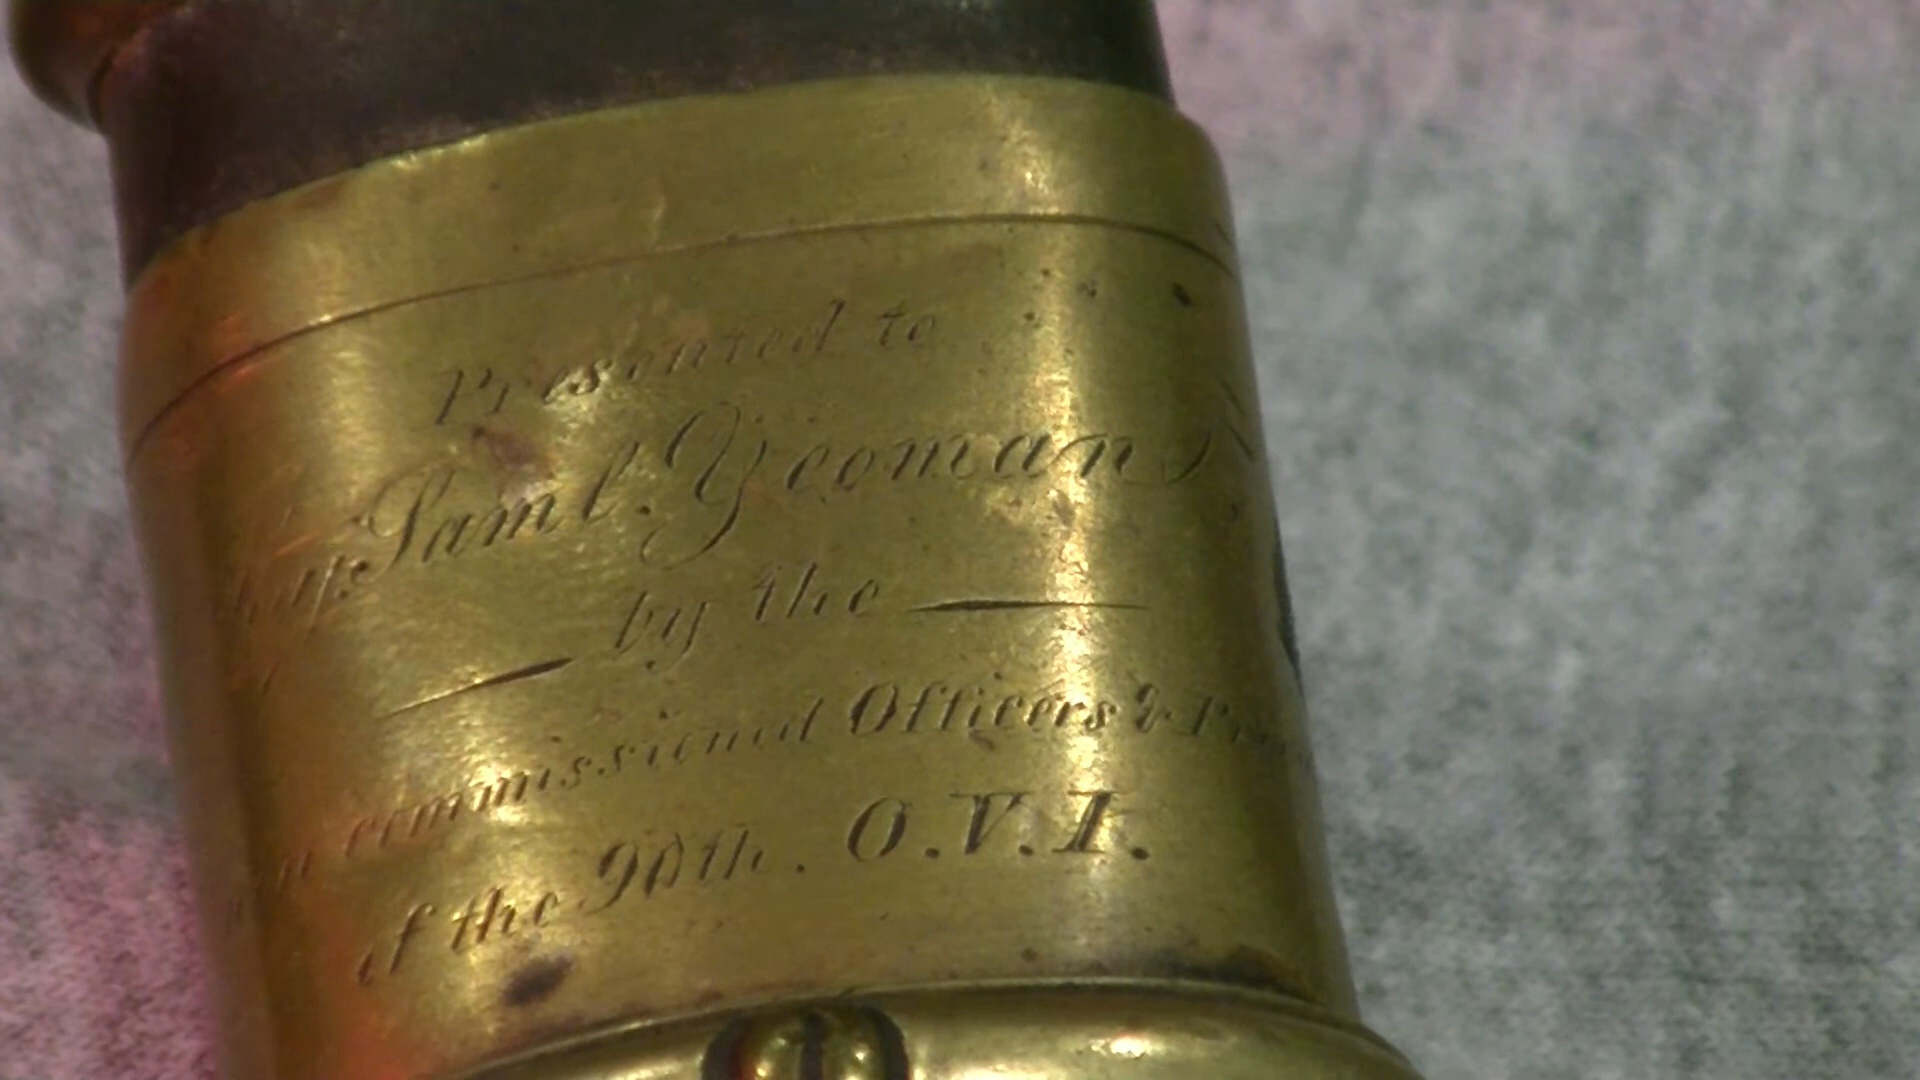 Presented to
Saml. Yeoman
by the
commissioned Officers &
of the 90th. O.V.I.